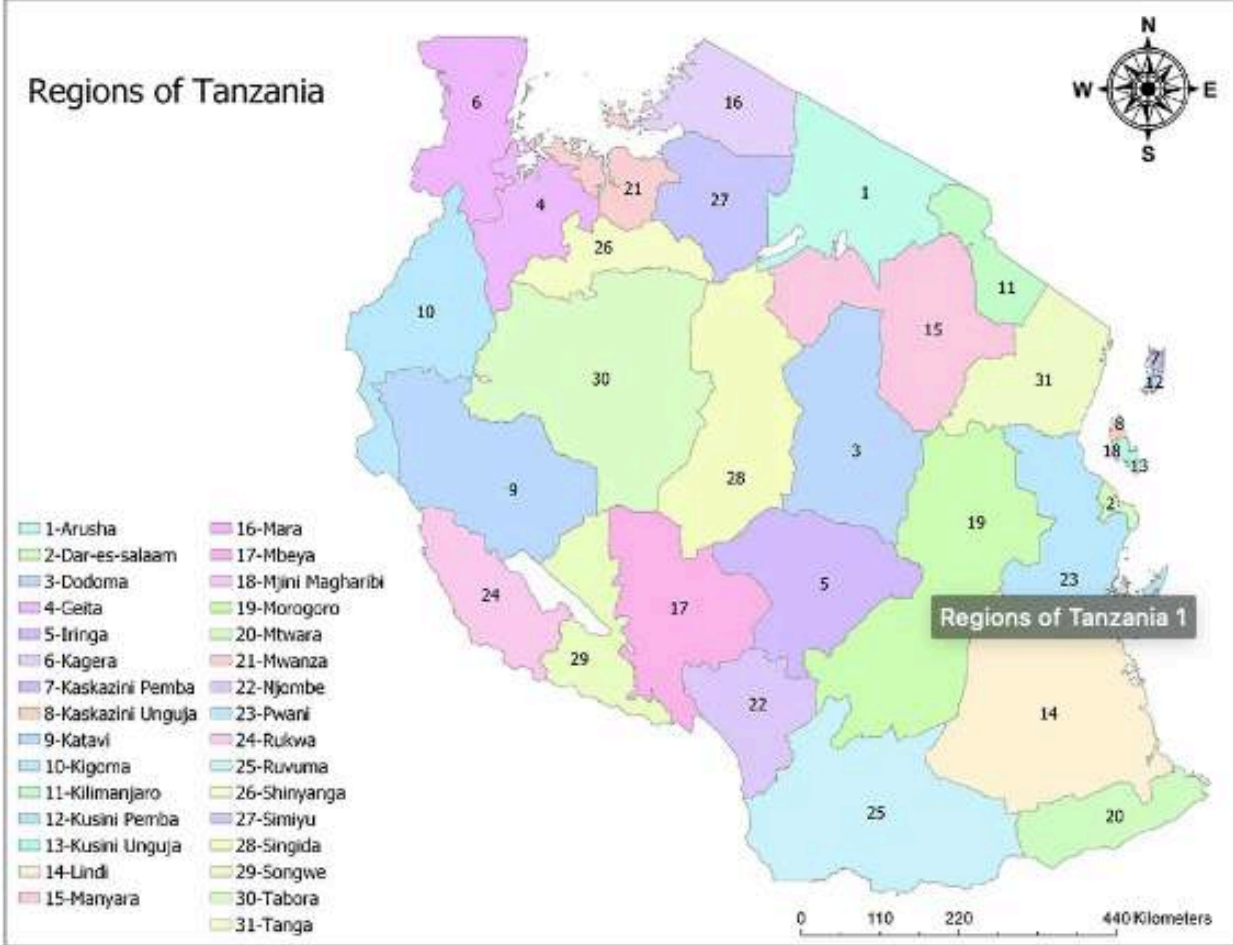 Regions of Tanzania
N
W E
S
6
16
1
21
4
27
26
11
10
15
30
31
7
12
8
18
13
3
28
9
2
19
5
23
24
17
Regions of Tanzania 1
29
22
14
25
20
1-Arusha
2-Dar-es-salaam
3-Dodoma
4-Geita
5-Iringa
6-Kagera
7-Kaskazini Pemba
8-Kaskazini Unguja
9-Katavi
10-Kigoma
11-Kilimanjaro
12-Kusini Pemba
13-Kusini Unguja
14-Lindi
15-Manyara
16-Mara
17-Mbeya
18-Mjini Magharibi
19-Morogoro
20-Mtwara
21-Mwanza
22-Njombe
23-Pwani
24-Rukwa
25-Ruvuma
26-Shinyanga
27-Simiyu
28-Singida
29-Songwe
30-Tabora
31-Tanga
0 110 220 440 Kilometers